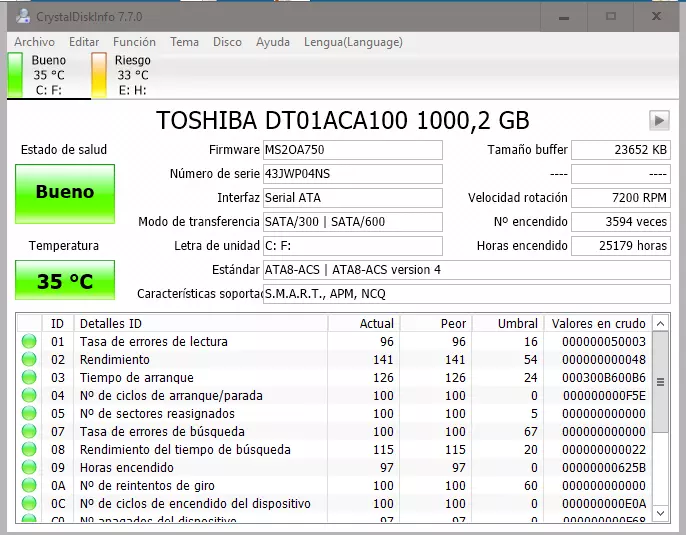 CrystalDiskInfo 7.7.0
Archivo Editar Función Tema Disco Ayuda Lengua(Language)
Bueno Riesgo
35 °C 33 °C
C: F: E: H:
TOSHIBA DT01ACA100 1000,2 GB
Estado de salud Firmware MS2OA750 Tamaño buffer 23652 KB
Bueno Número de serie 43JWP04NS ---- ----
Interfaz Serial ATA Velocidad rotación 7200 RPM
Modo de transferencia SATA/300 | SATA/600 Nº encendido 3594 veces
Temperatura Letra de unidad C: F: Horas encendido 25179 horas
35 °C Estándar ATA8-ACS | ATA8-ACS version 4
Características soportad S.M.A.R.T., APM, NCQ
ID Detalles ID Actual Peor Umbral Valores en crudo
01 Tasa de errores de lectura 96 96 16 000000050003
02 Rendimiento 141 141 54 000000000048
03 Tiempo de arranque 126 126 24 000300B600B6
04 Nº de ciclos de arranque/parada 100 100 0 000000000F5E
05 Nº de sectores reasignados 100 100 5 000000000000
07 Tasa de errores de búsqueda 100 100 67 000000000000
08 Rendimiento del tiempo de búsqueda 115 115 20 000000000022
09 Horas encendido 97 97 0 00000000625B
0A Nº de reintentos de giro 100 100 60 000000000000
0C Nº de ciclos de encendido del dispositivo 100 100 0 000000000E0A
C0 Nº apagados del dispositivo 97 97 0 000000000F68